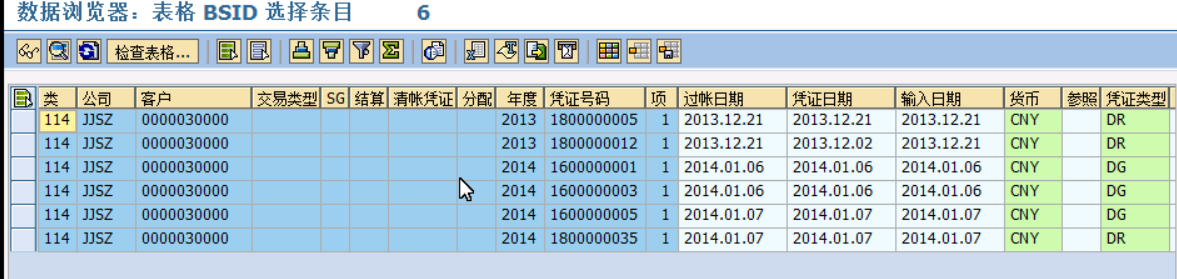 数据浏览器：表格 BSID 选择条目 6
检查表格...
类 公司 客户 交易类型 SG 结算 清帐凭证 分配 年度 凭证号码 项 过帐日期 凭证日期 输入日期 货币 参照 凭证类型
114 JJSZ 0000030000 2013 1800000005 1 2013.12.21 2013.12.21 2013.12.21 CNY DR
114 JJSZ 0000030000 2013 1800000012 1 2013.12.21 2013.12.02 2013.12.21 CNY DR
114 JJSZ 0000030000 2014 1600000001 1 2014.01.06 2014.01.06 2014.01.06 CNY DG
114 JJSZ 0000030000 2014 1600000003 1 2014.01.06 2014.01.06 2014.01.06 CNY DG
114 JJSZ 0000030000 2014 1600000005 1 2014.01.07 2014.01.07 2014.01.07 CNY DG
114 JJSZ 0000030000 2014 1800000035 1 2014.01.07 2014.01.07 2014.01.07 CNY DR